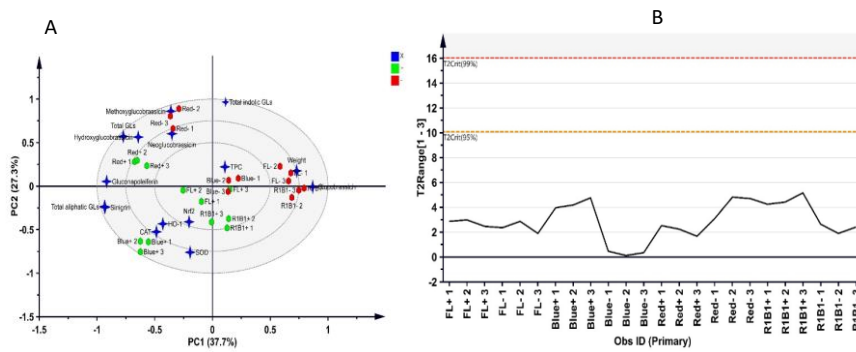 A
B
X
Methoxyglucobrassicin
Red- 2
Total indolic GLs
Red- 3
Total GLs
Red- 1
Hydroxyglucobrassicin
Neoglucobrassicin
Red+ 2
Red+ 1
Red+ 3
TPC
FL- 2
Weight
Blue- 2
Blue- 1
FL- 3
Gluconapoleiferin
FL+ 2
Blue- 3
FL+ 3
R1B1- 3
R1B1- 2
Total aliphatic GLs
Sinigrin
FL+ 1
Nrf2
R1B1+ 3
R1B1+ 2
HO-1
R1B1+ 1
CAT
Blue+ 2
Blue+ 1
Blue+ 3
SOD
1
0.5
0
-0.5
-1
-1.5
-1.5
-1
-0.5
0
0.5
1
PC1 (37.7%)
PC2 (27.3%)
T2Range[1 - 3]
16
14
12
10
8
6
4
2
0
-2
T2Crit(99%)
T2Crit(95%)
FL+ 1
FL+ 2
FL+ 3
FL- 1
FL- 2
FL- 3
Blue+ 1
Blue+ 2
Blue+ 3
Blue- 1
Blue- 2
Blue- 3
Red+ 1
Red+ 2
Red+ 3
Red- 1
Red- 2
Red- 3
R1B1+ 1
R1B1+ 2
R1B1+ 3
R1B1- 1
R1B1- 2
R1B1- 3
Obs ID (Primary)